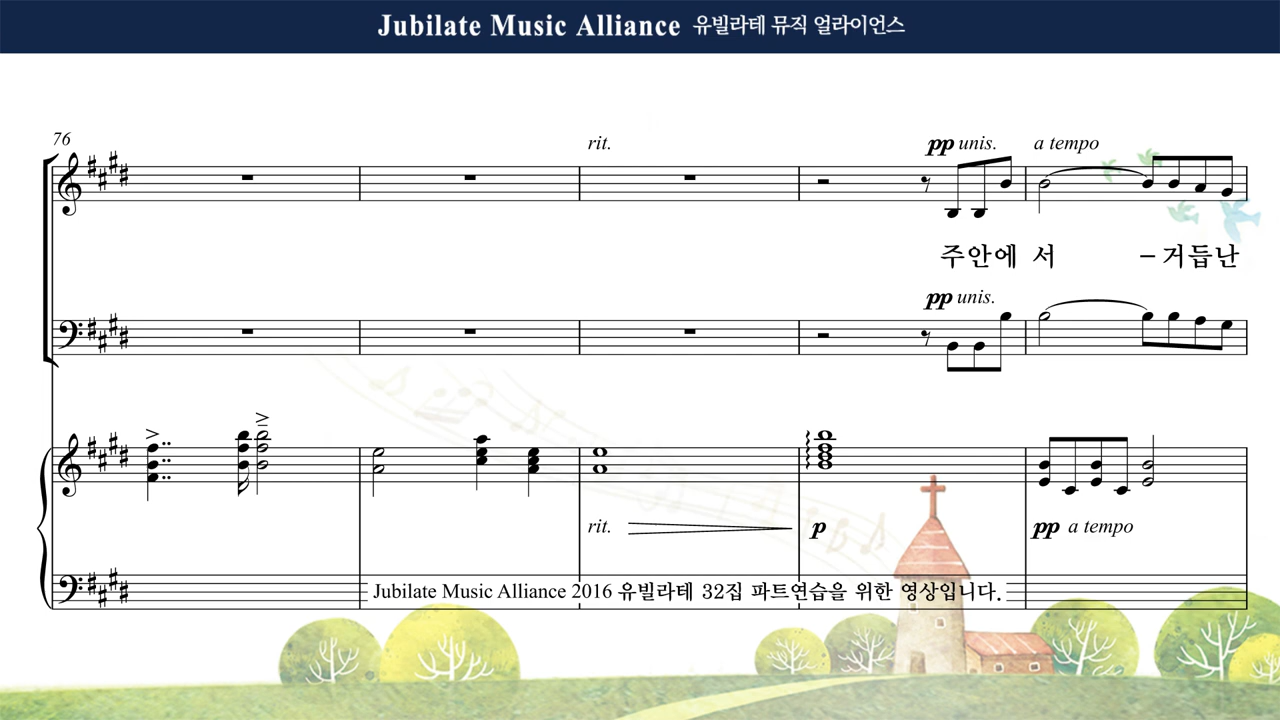 Jubilate Music Alliance 유빌라테 뮤직 얼라이언스
76
rit.
pp unis. a tempo
주안에 서 – 거듭난
pp unis.
rit. p pp a tempo
Jubilate Music Alliance 2016 유빌라테 32집 파트연습을 위한 영상입니다.